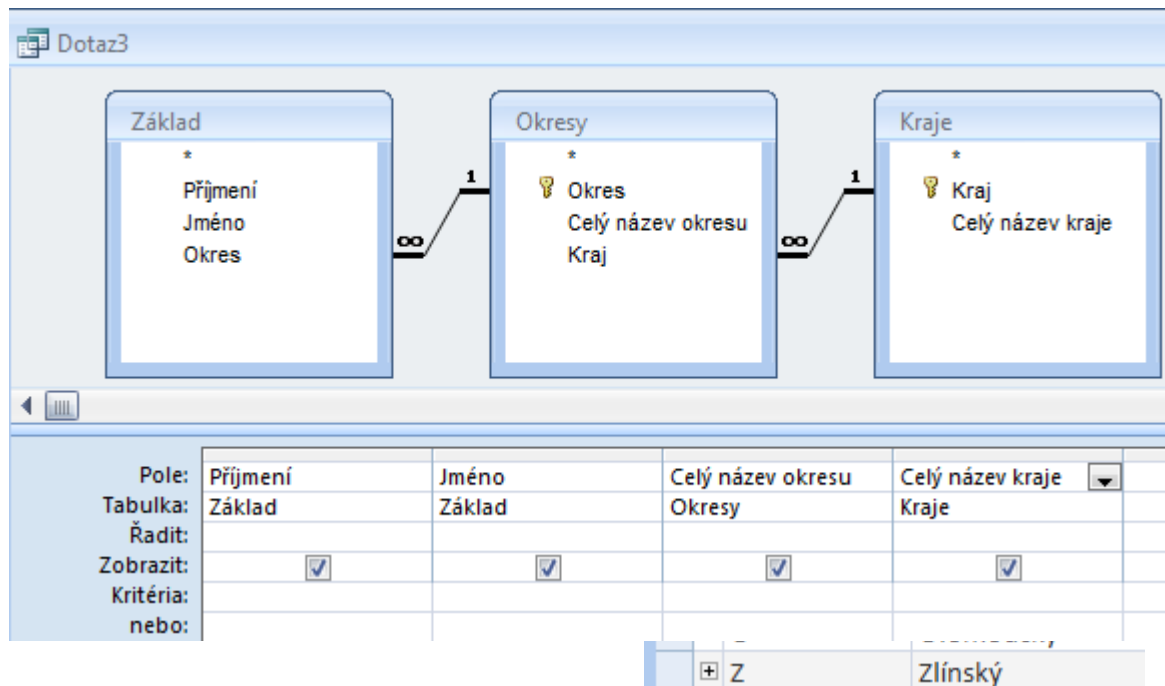 Dotaz3
Základ
*
Příjmení
Jméno
Okres
1
∞
Okresy
*
Okres
Celý název okresu
Kraj
1
∞
Kraje
*
Kraj
Celý název kraje
Pole: Příjmení Jméno Celý název okresu Celý název kraje
Tabulka: Základ Základ Okresy Kraje
Řadit:
Zobrazit:
Kritéria:
nebo:
Z Zlínský